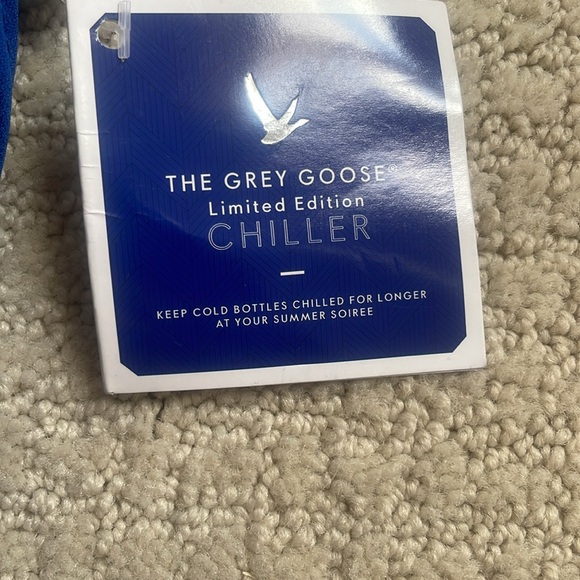 THE GREY GOOSE
Limited Edition
CHILLER
KEEP COLD BOTTLES CHILLED FOR LONGER
AT YOUR SUMMER SOIREE